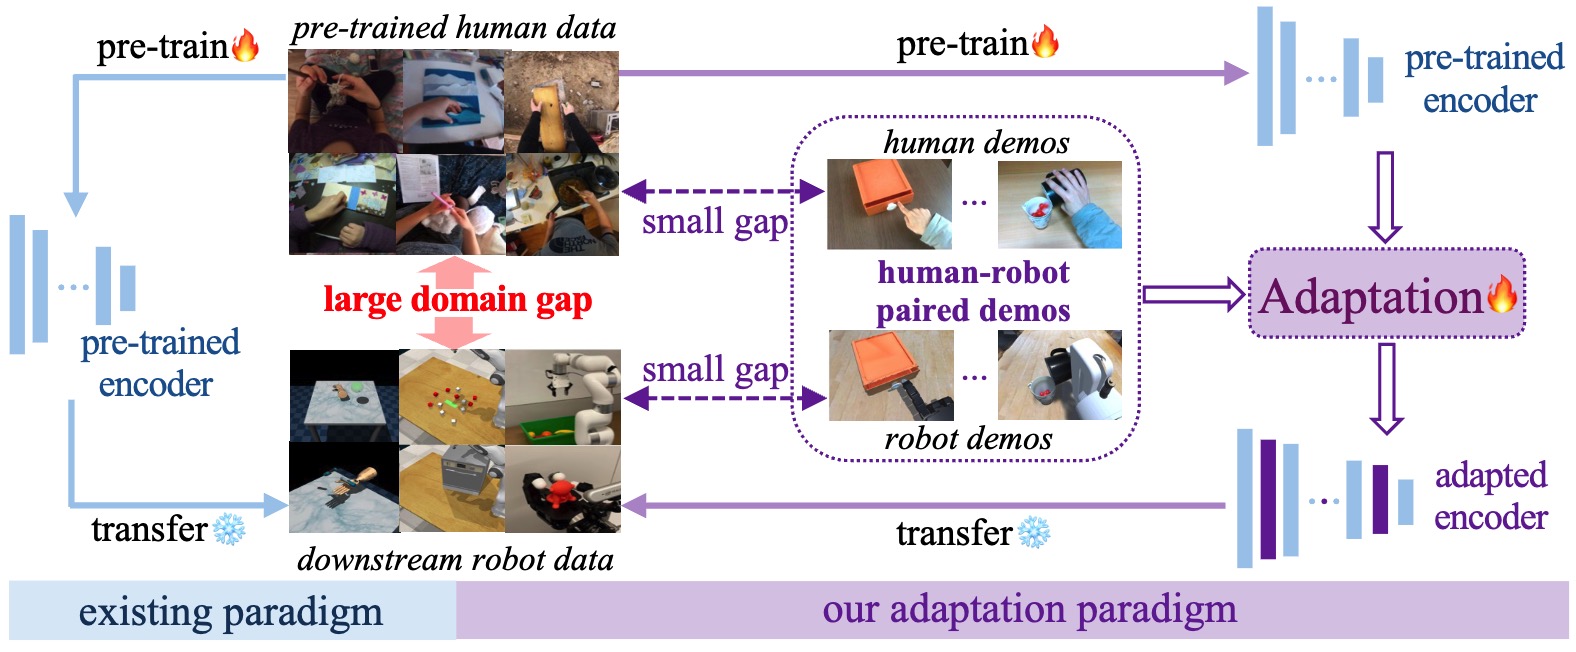 pre-train
pre-trained human data
pre-train
pre-trained
encoder
human demos
...
small gap
human-robot
paired demos
large domain gap
Adaptation
pre-trained
encoder
small gap
...
robot demos
adapted
encoder
transfer
transfer
downstream robot data
existing paradigm
our adaptation paradigm